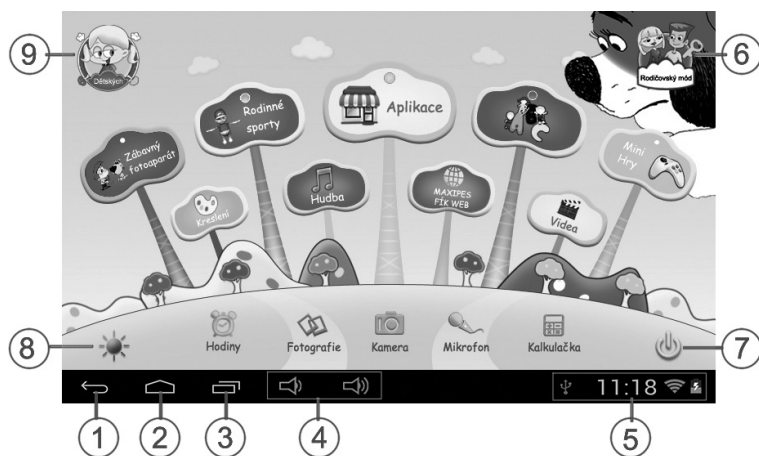 9
Dětských
6
Rodičovský mód
Aplikace
Rodinné
sporty
ABC
Zábavný
fotoaparát
Mini
Hry
Kreslení
Hudba
MAXIPES
FÍK WEB
Videa
8
Hodiny
Fotografie
Kamera
Mikrofon
Kalkulačka
7
11:18
1
2
3
4
5